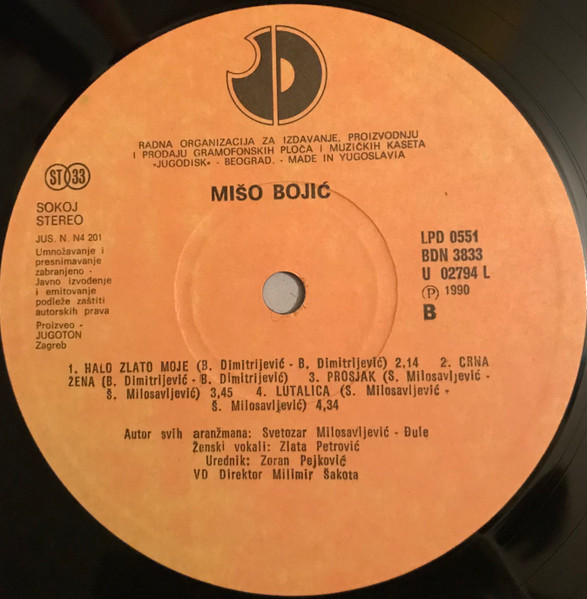 RADNA ORGANIZACIJA ZA IZDAVANJE, PROIZVODNJU
I PRODAJU GRAMOFONSKIH PLOČA I MUZIČKIH KASETA
»JUGODISK« - BEOGRAD. - MADE IN YUGOSLAVIA
ST 33
SOKOJ
STEREO
MIŠO BOJIĆ
JUS. N. N4 201
Umnožavanje i
presnimavanje
zabranjeno -
Javno izvođenje
i emitovanje
podleže zaštiti
autorskih prava
Proizveo -
JUGOTON
Zagreb
LPD 0551
BDN 3833
U 02794 L
Ⓟ 1990
B
1. HALO ZLATO MOJE (B. Dimitrijević - B. Dimitrijević) 2,14 2. CRNA
ŽENA (B. Dimitrijević - B. Dimitrijević) 3. PROSJAK (S. Milosavljević -
Š. Milosavljević) 3,45 4. LUTALICA (S. Milosavljević -
Š. Milosavljević) 4,34
Autor svih aranžmana: Svetozar Milosavljević - Đule
Ženski vokali: Zlata Petrović
Urednik: Zoran Pejković
VD Direktor Milimir Šakota